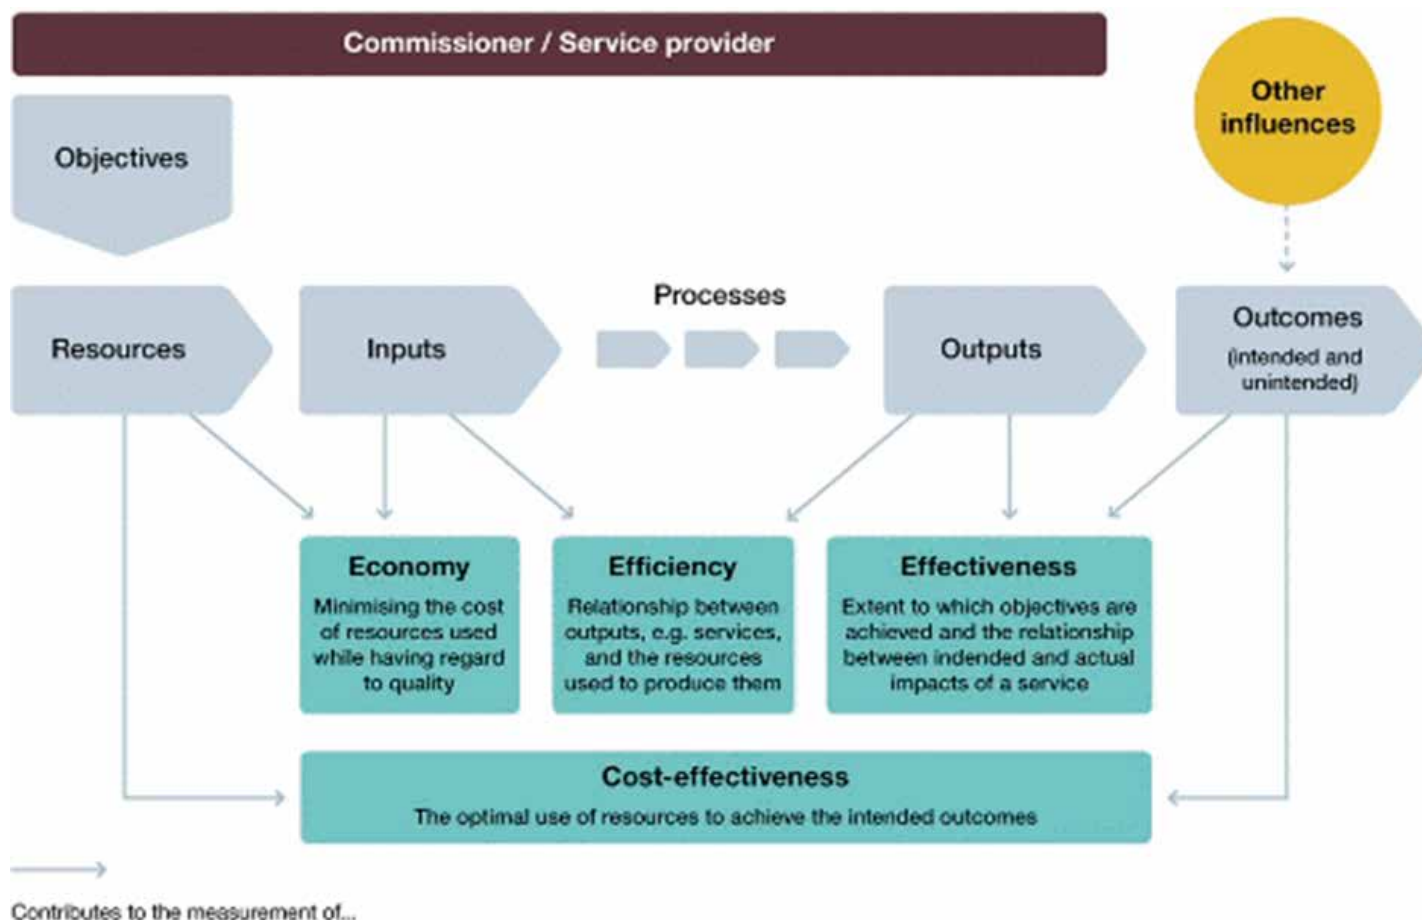 Commissioner / Service provider
Other
influences
Objectives
Resources
Inputs
Processes
Outputs
Outcomes
(intended and
unintended)
Economy
Minimising the cost
of resources used
while having regard
to quality
Efficiency
Relationship between
outputs, e.g. services,
and the resources
used to produce them
Effectiveness
Extent to which objectives are
achieved and the relationship
between indended and actual
impacts of a service
Cost-effectiveness
The optimal use of resources to achieve the intended outcomes
Contributes to the measurement of...